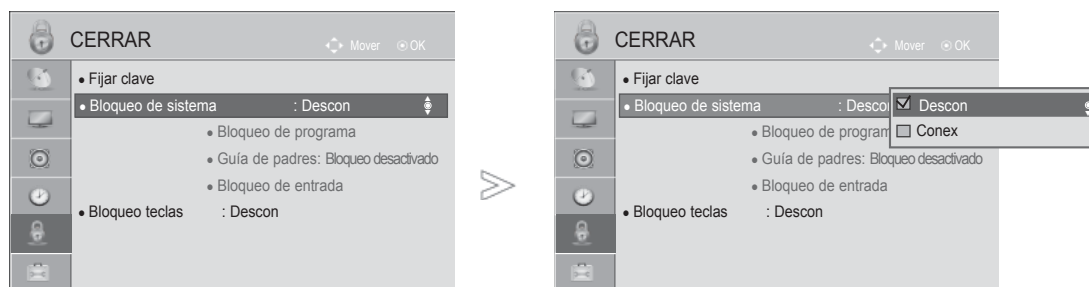 CERRAR
Mover OK
• Fijar clave
• Bloqueo de sistema : Descon
• Bloqueo de programa
• Guía de padres: Bloqueo desactivado
• Bloqueo de entrada
• Bloqueo teclas : Descon
CERRAR
Mover OK
• Fijar clave
• Bloqueo de sistema : Descon
Descon
• Bloqueo de program
Conex
• Guía de padres: Bloqueo desactivado
• Bloqueo de entrada
• Bloqueo teclas : Descon